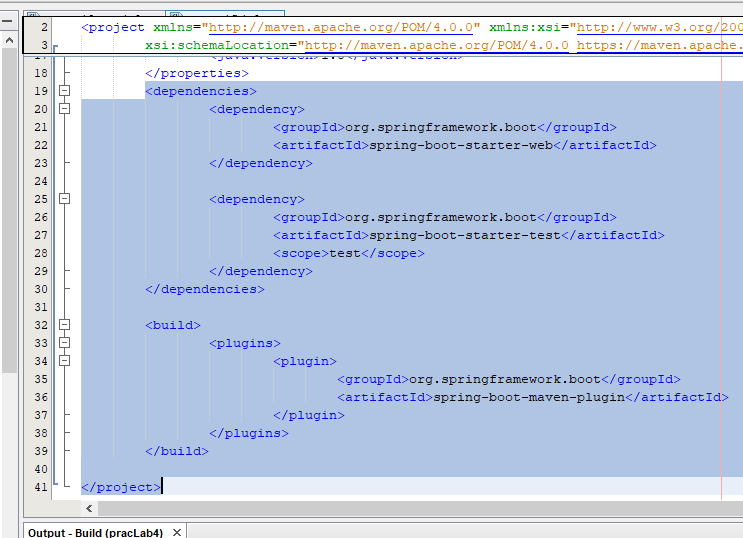 2 <project xmlns="http://maven.apache.org/POM/4.0.0" xmlns:xsi="http://www.w3.org/200
3 xsi:schemaLocation="http://maven.apache.org/POM/4.0.0 https://maven.apache.
18 </properties>
19 <dependencies>
20 <dependency>
21 <groupId>org.springframework.boot</groupId>
22 <artifactId>spring-boot-starter-web</artifactId>
23 </dependency>
24
25 <dependency>
26 <groupId>org.springframework.boot</groupId>
27 <artifactId>spring-boot-starter-test</artifactId>
28 <scope>test</scope>
29 </dependency>
30 </dependencies>
31
32 <build>
33 <plugins>
34 <plugin>
35 <groupId>org.springframework.boot</groupId>
36 <artifactId>spring-boot-maven-plugin</artifactId>
37 </plugin>
38 </plugins>
39 </build>
40
41 </project>
Output - Build (pracLab4)